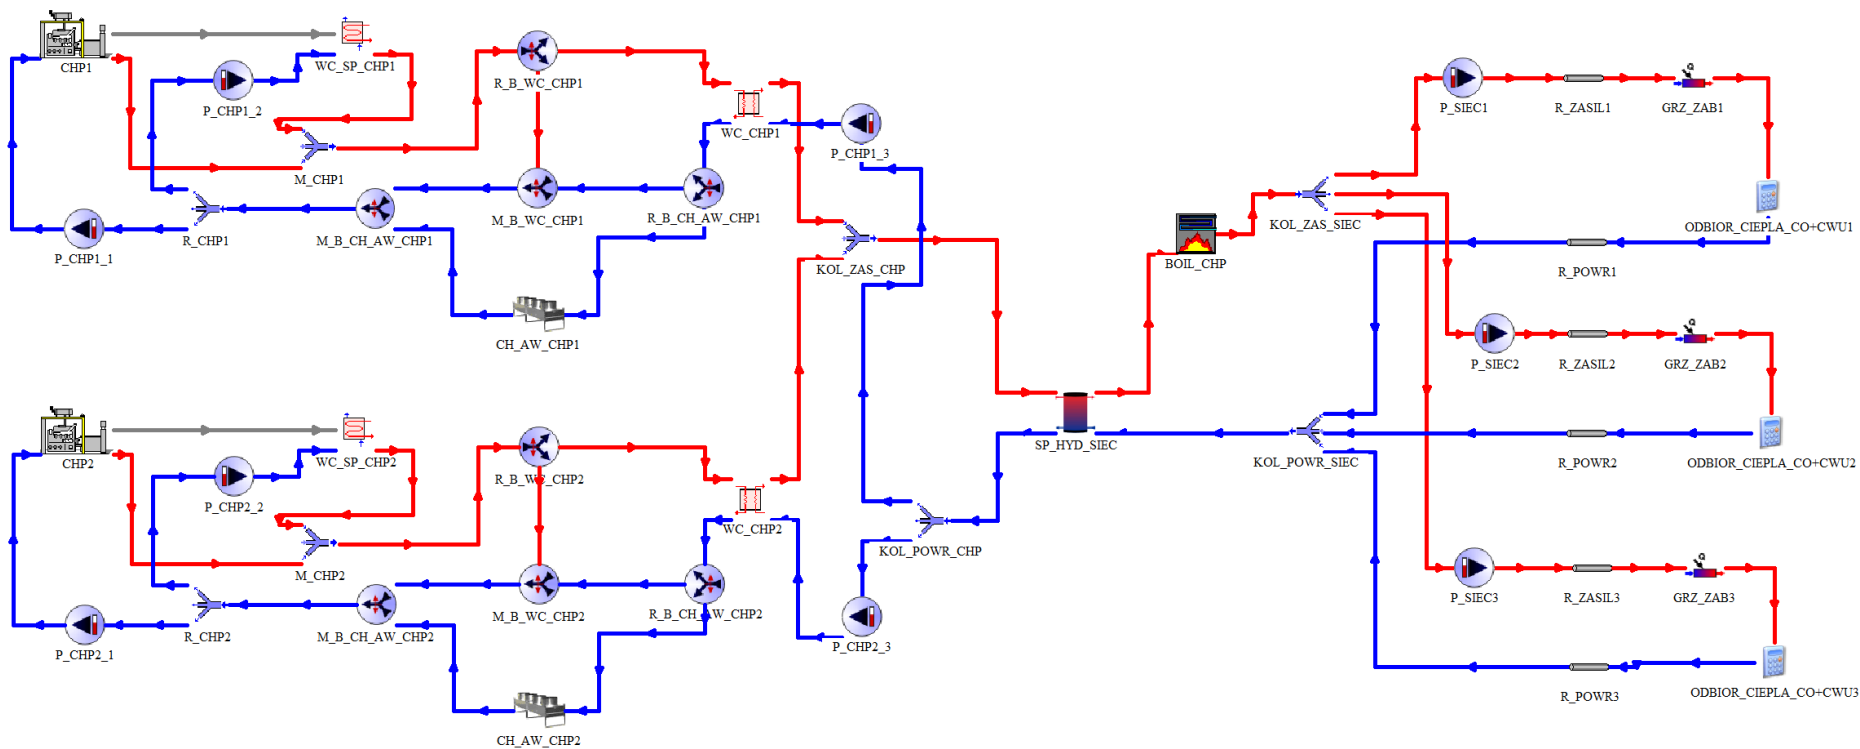 CHP1
WC_SP_CHP1
P_CHP1_2
R_B_WC_CHP1
WC_CHP1
P_CHP1_3
M_CHP1
R_CHP1
P_CHP1_1
M_B_CH_AW_CHP1
M_B_WC_CHP1
R_B_CH_AW_CHP1
CH_AW_CHP1
KOL_ZAS_CHP
BOIL_CHP
KOL_ZAS_SIEC
P_SIEC1
R_ZASIL1
Q
GRZ_ZAB1
ODBIOR_CIEPLA_CO+CWU1
R_POWR1
P_SIEC2
R_ZASIL2
Q
GRZ_ZAB2
SP_HYD_SIEC
KOL_POWR_SIEC
R_POWR2
ODBIOR_CIEPLA_CO+CWU2
CHP2
WC_SP_CHP2
P_CHP2_2
R_B_WC_CHP2
WC_CHP2
KOL_POWR_CHP
M_CHP2
R_CHP2
P_CHP2_1
M_B_CH_AW_CHP2
M_B_WC_CHP2
R_B_CH_AW_CHP2
P_CHP2_3
CH_AW_CHP2
P_SIEC3
R_ZASIL3
Q
GRZ_ZAB3
R_POWR3
ODBIOR_CIEPLA_CO+CWU3